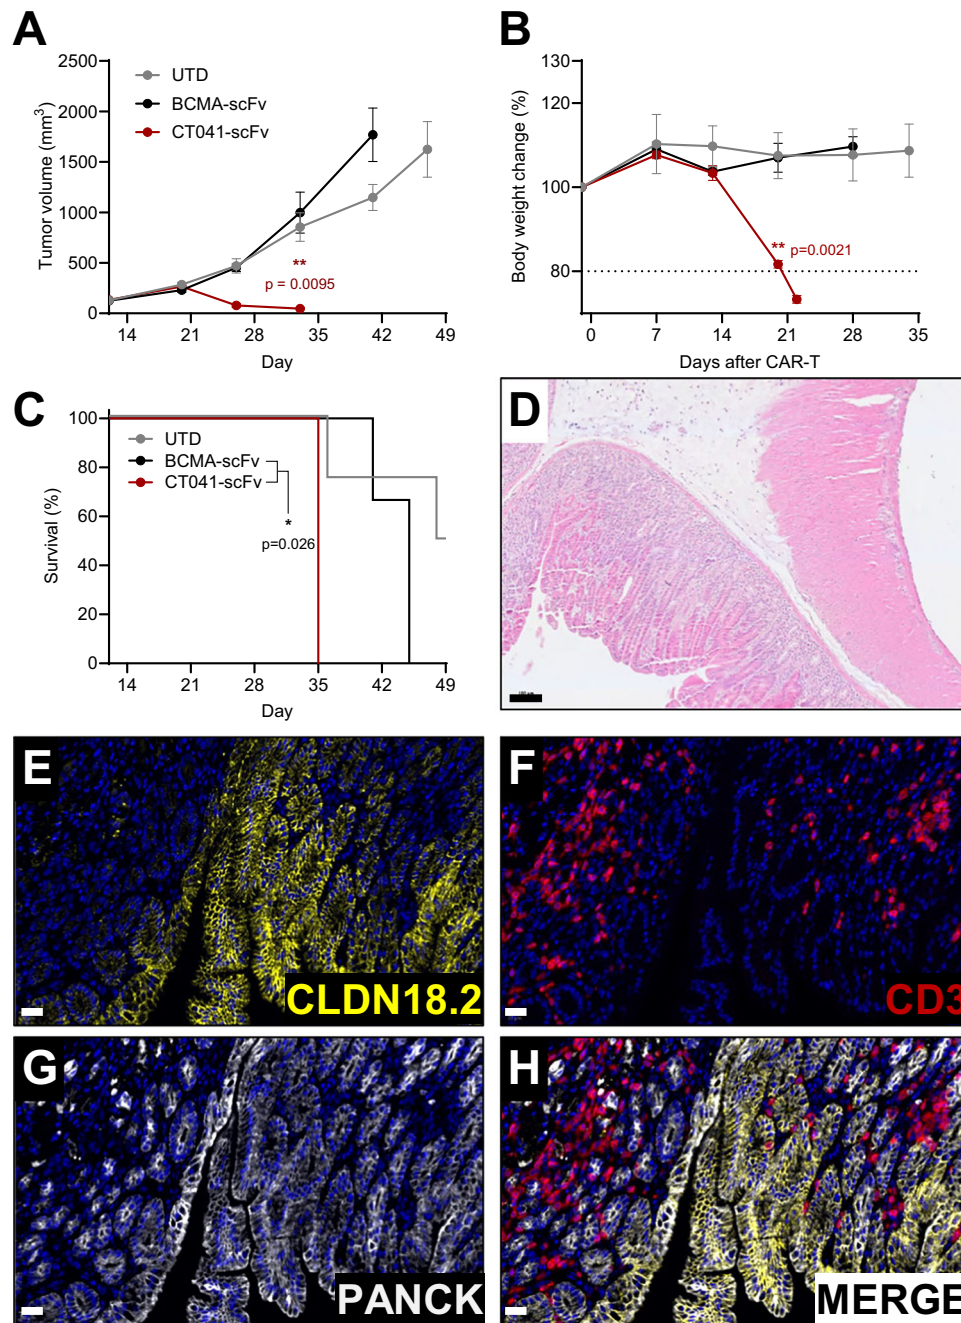 A
Tumor volume (mm³)
2500
2000
1500
1000
500
0
UTD
BCMA-scFv
CT041-scFv
**
p = 0.0095
14 21 28 35 42 49
Day
B
Body weight change (%)
130
120
100
80
70
** p=0.0021
0 7 14 21 28 35
Days after CAR-T
C
Survival (%)
100
80
60
40
20
0
UTD
BCMA-scFv
CT041-scFv
*
p=0.026
14 21 28 35 42 49
Day
D
E
CLDN18.2
F
CD3
G
PANCK
H
MERGE